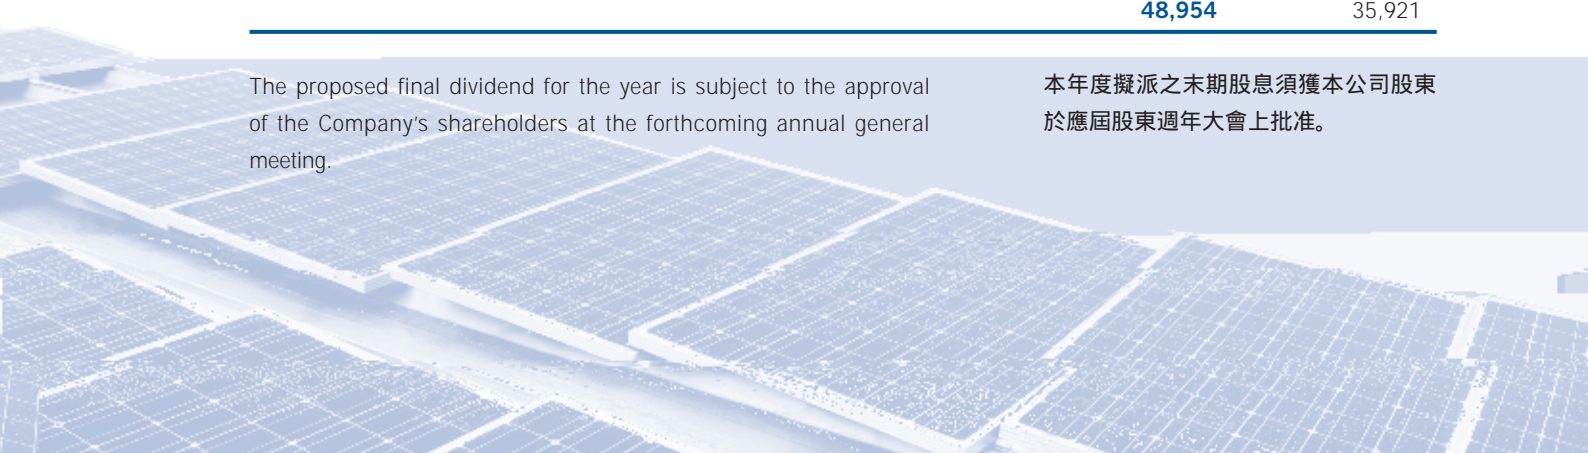 48,954 35,921
The proposed final dividend for the year is subject to the approval
of the Company's shareholders at the forthcoming annual general
meeting.
本年度擬派之末期股息須獲本公司股東
於應屆股東週年大會上批准。